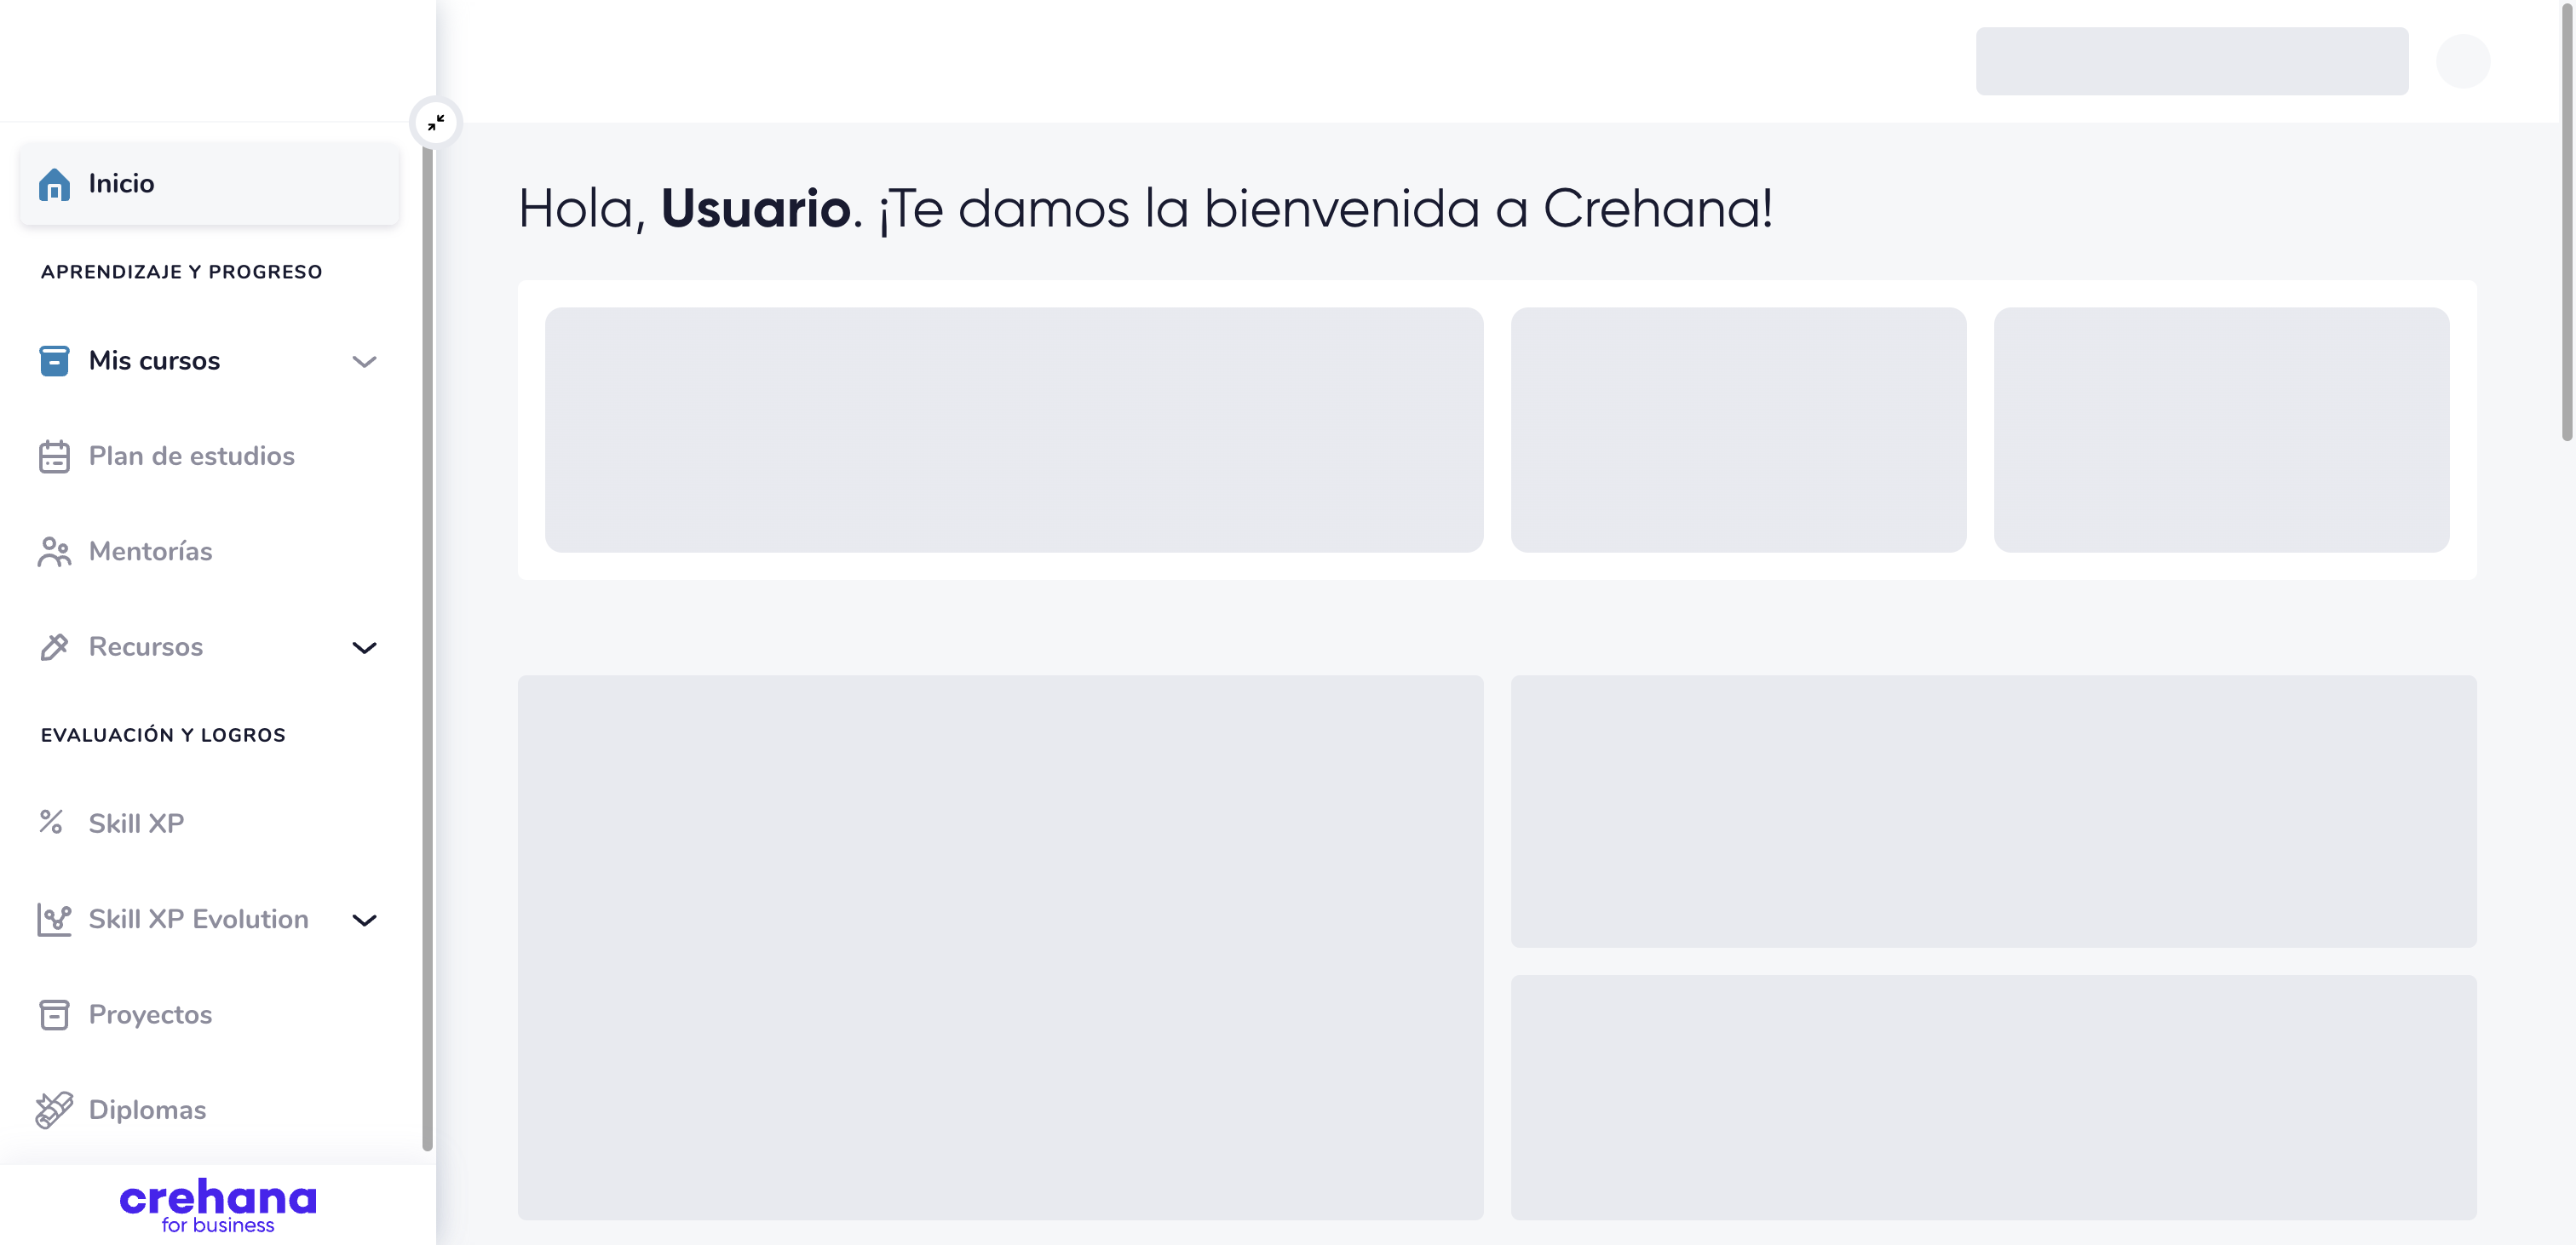 Inicio
APRENDIZAJE Y PROGRESO
Mis cursos
Plan de estudios
Mentorías
Recursos
EVALUACIÓN Y LOGROS
Skill XP
Skill XP Evolution
Proyectos
Diplomas
crehana
for business
Hola, Usuario. ¡Te damos la bienvenida a Crehana!